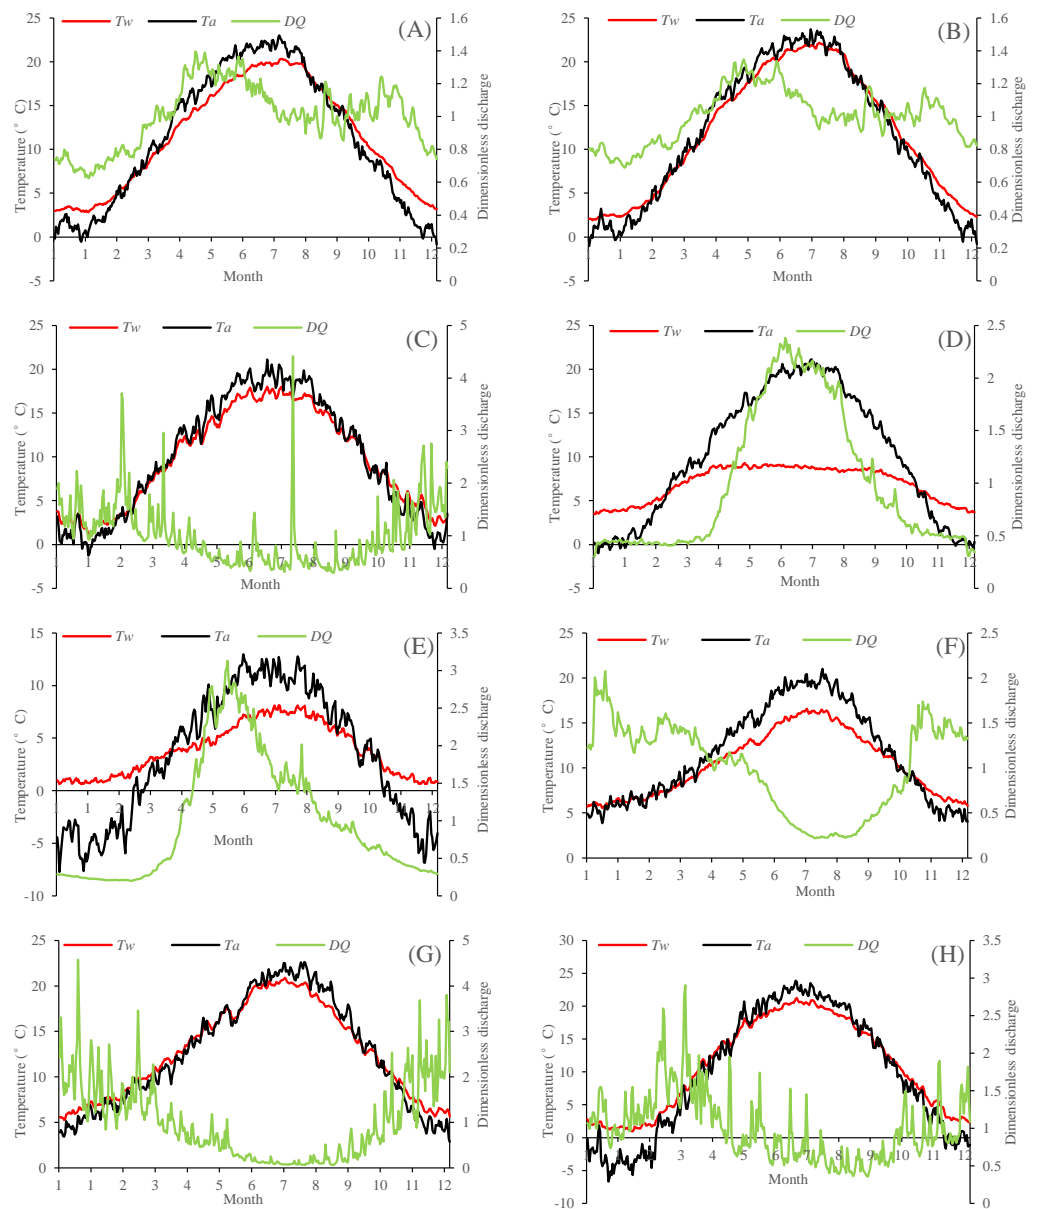 Tw Ta DQ (A)
25 20 15 10 5 0 -5
Temperature (° C)
1 1 2 3 4 5 6 7 8 9 10 11 12
Month
1.6 1.4 1.2 1 0.8 0.6 0.4 0.2 0
Dimensionless discharge
Tw Ta DQ (B)
25 20 15 10 5 0 -5
Temperature (° C)
1 1 2 3 4 5 6 7 8 9 10 11 12
Month
1.6 1.4 1.2 1.0 0.8 0.6 0.4 0.2 0
Dimensionless discharge
Tw Ta DQ (C)
25 20 15 10 5 0 -5
Temperature (° C)
1 1 2 3 4 5 6 7 8 9 10 11 12
Month
5 4 3 2 1 0
Dimensionless discharge
Tw Ta DQ (D)
25 20 15 10 5 0 -5
Temperature (° C)
1 1 2 3 4 5 6 7 8 9 10 11 12
Month
2.5 2 1.5 1 0.5 0
Dimensionless discharge
Tw Ta DQ (E)
15 10 5 0 -5 -10
Temperature (° C)
1 1 2 3 4 5 6 7 8 9 10 11 12
Month
3.5 3 2.5 2 1.5 1 0.5 0
Dimensionless discharge
Tw Ta DQ (F)
25 20 15 10 5 0
Temperature (° C)
1 1 2 3 4 5 6 7 8 9 10 11 12
Month
2.5 2 1.5 1 0.5 0
Dimensionless discharge
Tw Ta DQ (G)
25 20 15 10 5 0
Temperature (° C)
1 1 2 3 4 5 6 7 8 9 10 11 12
Month
5 4 3 2 1 0
Dimensionless discharge
Tw Ta DQ (H)
30 25 20 15 10 5 0 -5 -10
Temperature (° C)
1 1 2 3 4 5 6 7 8 9 10 11 12
Month
3.5 3 2.5 2 1.5 1 0.5 0
Dimensionless discharge